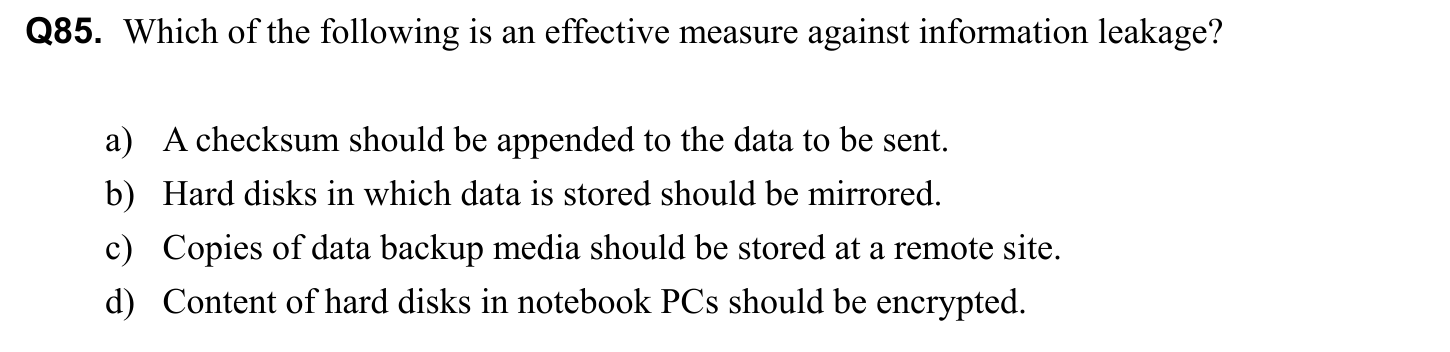 Q85. Which of the following is an effective measure against information leakage?
a) A checksum should be appended to the data to be sent.
b) Hard disks in which data is stored should be mirrored.
c) Copies of data backup media should be stored at a remote site.
d) Content of hard disks in notebook PCs should be encrypted.